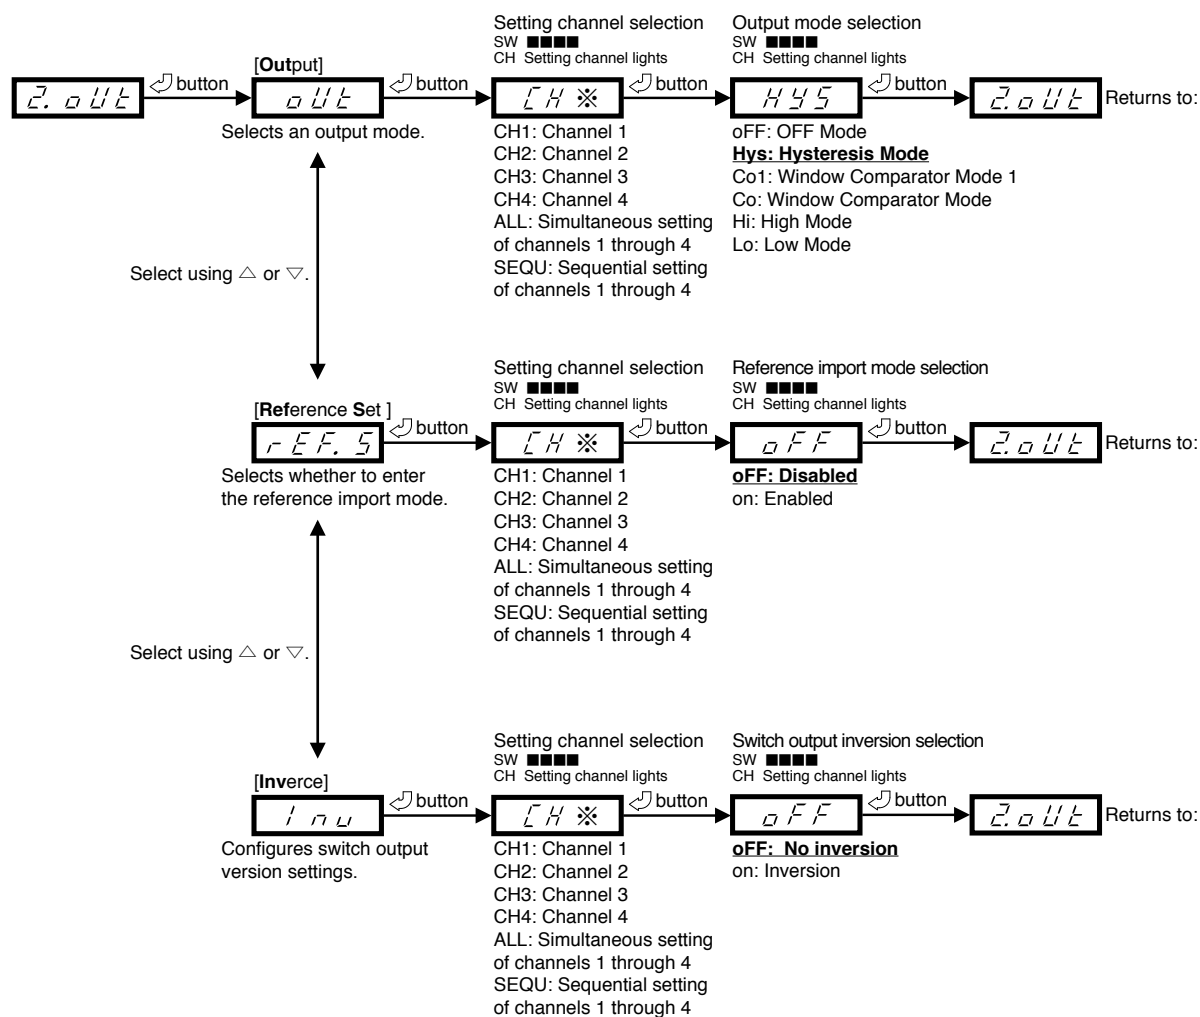 Setting channel selection
SW ■■■■
CH Setting channel lights
Output mode selection
SW ■■■■
CH Setting channel lights
[Output]
2. oUt
button
oUt
button
CH ※
button
HYS
button
2.oUt
Returns to:
Selects an output mode.
CH1: Channel 1
CH2: Channel 2
CH3: Channel 3
CH4: Channel 4
ALL: Simultaneous setting
of channels 1 through 4
SEQU: Sequential setting
of channels 1 through 4
oFF: OFF Mode
Hys: Hysteresis Mode
Co1: Window Comparator Mode 1
Co: Window Comparator Mode
Hi: High Mode
Lo: Low Mode
Select using △ or ▽.
Setting channel selection
SW ■■■■
CH Setting channel lights
Reference import mode selection
SW ■■■■
CH Setting channel lights
[Reference Set ]
rEF.S
button
CH ※
button
oFF
button
2.oUt
Returns to:
Selects whether to enter
the reference import mode.
CH1: Channel 1
CH2: Channel 2
CH3: Channel 3
CH4: Channel 4
ALL: Simultaneous setting
of channels 1 through 4
SEQU: Sequential setting
of channels 1 through 4
oFF: Disabled
on: Enabled
Select using △ or ▽.
Setting channel selection
SW ■■■■
CH Setting channel lights
Switch output inversion selection
SW ■■■■
CH Setting channel lights
[Inverce]
Inv
button
CH ※
button
oFF
button
2.oUt
Returns to:
Configures switch output
version settings.
CH1: Channel 1
CH2: Channel 2
CH3: Channel 3
CH4: Channel 4
ALL: Simultaneous setting
of channels 1 through 4
SEQU: Sequential setting
of channels 1 through 4
oFF: No inversion
on: Inversion